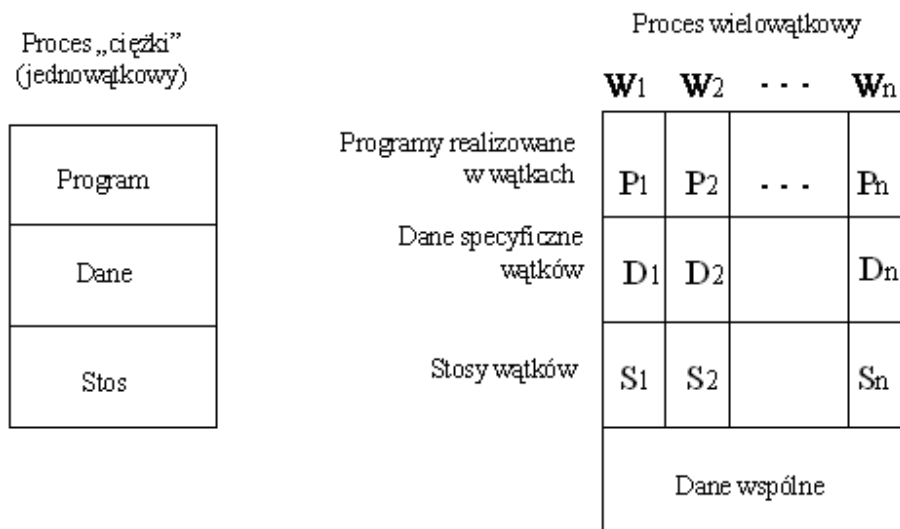 Proces „ciężki”
(jednowątkowy)
Program
Dane
Stos
Proces wielowątkowy
W1 W2 - - - Wn
Programy realizowane
w wątkach
P1 P2 - - - Pn
Dane specyficzne
wątków
D1 D2 Dn
Stosy wątków
S1 S2 Sn
Dane wspólne